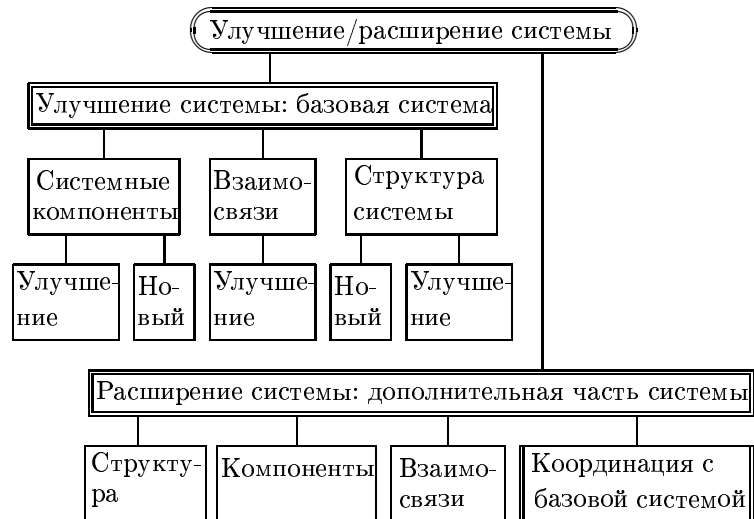 Улучшение/расширение системы
Улучшение системы: базовая система
Системные
компоненты
Взаимо-
связи
Структура
системы
Улучше-
ние
Но-
вый
Улучше-
ние
Но-
вый
Улучше-
ние
Расширение системы: дополнительная часть системы
Структу-
ра
Компоненты
Взаимо-
связи
Координация с
базовой системой